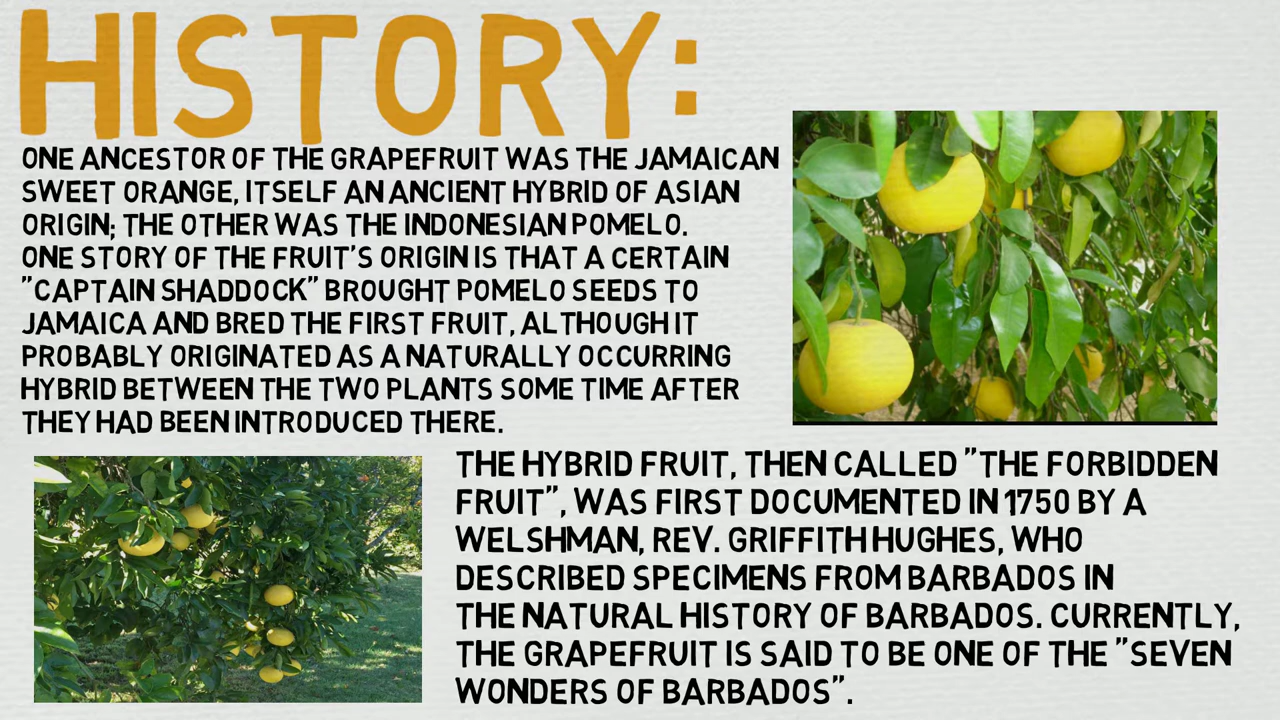 HISTORY:
ONE ANCESTOR OF THE GRAPEFRUIT WAS THE JAMAICAN
SWEET ORANGE, ITSELF AN ANCIENT HYBRID OF ASIAN
ORIGIN; THE OTHER WAS THE INDONESIAN POMELO.
ONE STORY OF THE FRUIT'S ORIGIN IS THAT A CERTAIN
"CAPTAIN SHADDOCK" BROUGHT POMELO SEEDS TO
JAMAICA AND BRED THE FIRST FRUIT, ALTHOUGH IT
PROBABLY ORIGINATED AS A NATURALLY OCCURRING
HYBRID BETWEEN THE TWO PLANTS SOME TIME AFTER
THEY HAD BEEN INTRODUCED THERE.
THE HYBRID FRUIT, THEN CALLED "THE FORBIDDEN
FRUIT", WAS FIRST DOCUMENTED IN 1750 BY A
WELSHMAN, REV. GRIFFITH HUGHES, WHO
DESCRIBED SPECIMENS FROM BARBADOS IN
THE NATURAL HISTORY OF BARBADOS. CURRENTLY,
THE GRAPEFRUIT IS SAID TO BE ONE OF THE "SEVEN
WONDERS OF BARBADOS".